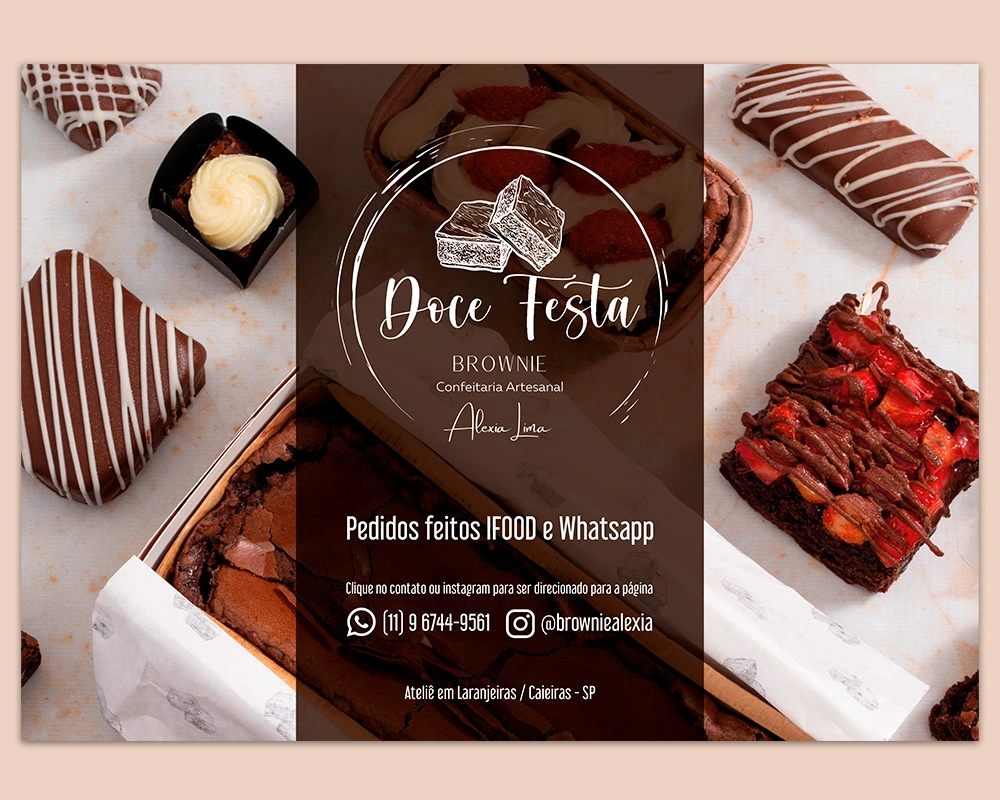 Doce Festa
BROWNIE
Confeitaria Artesanal
Alexia Lima
Pedidos feitos IFOOD e Whatsapp
Clique no contato ou instagram para ser direcionado para a página
(11) 9 6744-9561 @browniealexia
Ateliê em Laranjeiras / Caieiras - SP